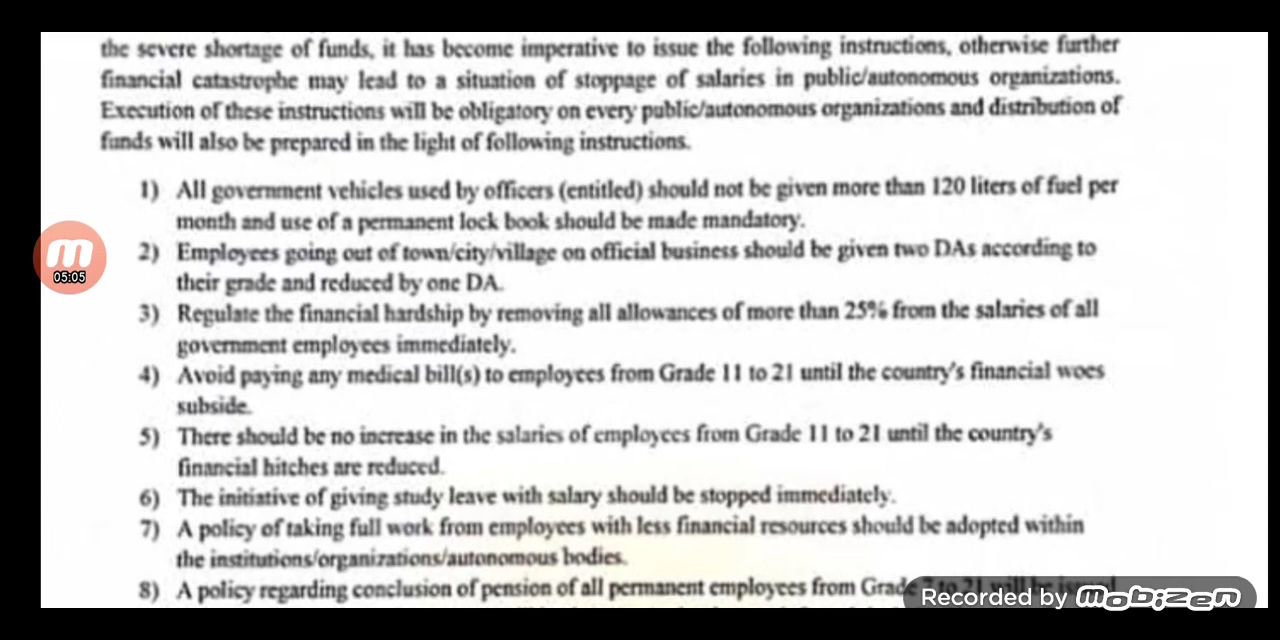 the severe shortage of funds, it has become imperative to issue the following instructions, otherwise further
financial catastrophe may lead to a situation of stoppage of salaries in public/autonomous organizations.
Execution of these instructions will be obligatory on every public/autonomous organizations and distribution of
funds will also be prepared in the light of following instructions.
1) All government vehicles used by officers (entitled) should not be given more than 120 liters of fuel per
month and use of a permanent lock book should be made mandatory.
2) Employees going out of town/city/village on official business should be given two DAs according to
their grade and reduced by one DA.
3) Regulate the financial hardship by removing all allowances of more than 25% from the salaries of all
government employees immediately.
4) Avoid paying any medical bill(s) to employees from Grade 11 to 21 until the country's financial woes
subside.
5) There should be no increase in the salaries of employees from Grade 11 to 21 until the country's
financial hitches are reduced.
6) The initiative of giving study leave with salary should be stopped immediately.
7) A policy of taking full work from employees with less financial resources should be adopted within
the institutions/organizations/autonomous bodies.
8) A policy regarding conclusion of pension of all permanent employees from Grade
05:05
Recorded by mobizen